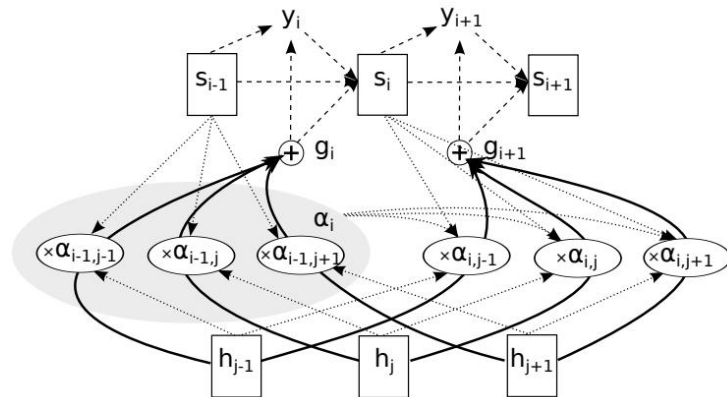 y_i y_{i+1}
s_{i-1} s_i s_{i+1}
+ g_i + g_{i+1}
α_i
×α_{i-1,j-1} ×α_{i-1,j} ×α_{i-1,j+1} ×α_{i,j-1} ×α_{i,j} ×α_{i,j+1}
h_{j-1} h_j h_{j+1}